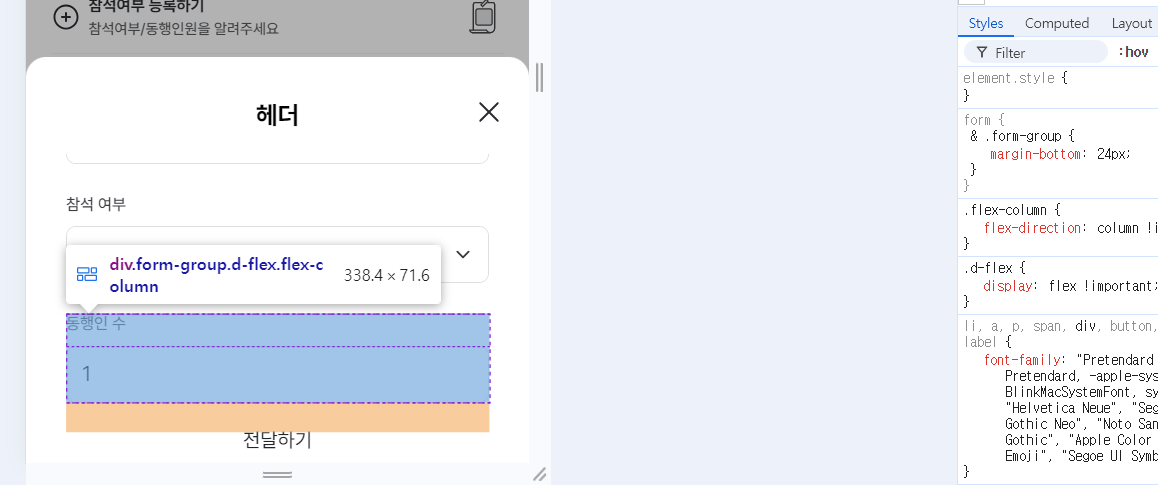 참석여부 등록하기
참석여부/동행인원을 알려주세요
헤더
참석 여부
div.form-group.d-flex.flex-c
olumn
338.4 × 71.6
동행인 수
1
전달하기
Styles
Computed
Layout
Filter
:hov
element.style {
}
form {
& .form-group {
margin-bottom: 24px;
}
}
.flex-column {
flex-direction: column !i
}
.d-flex {
display: flex !important;
}
li, a, p, span, div, button,
label {
font-family: "Pretendard
Pretendard, -apple-sys
BlinkMacSystemFont, sy
"Helvetica Neue", "Seg
Gothic Neo", "Noto San
Gothic", "Apple Color
Emoji", "Segoe UI Symb
}